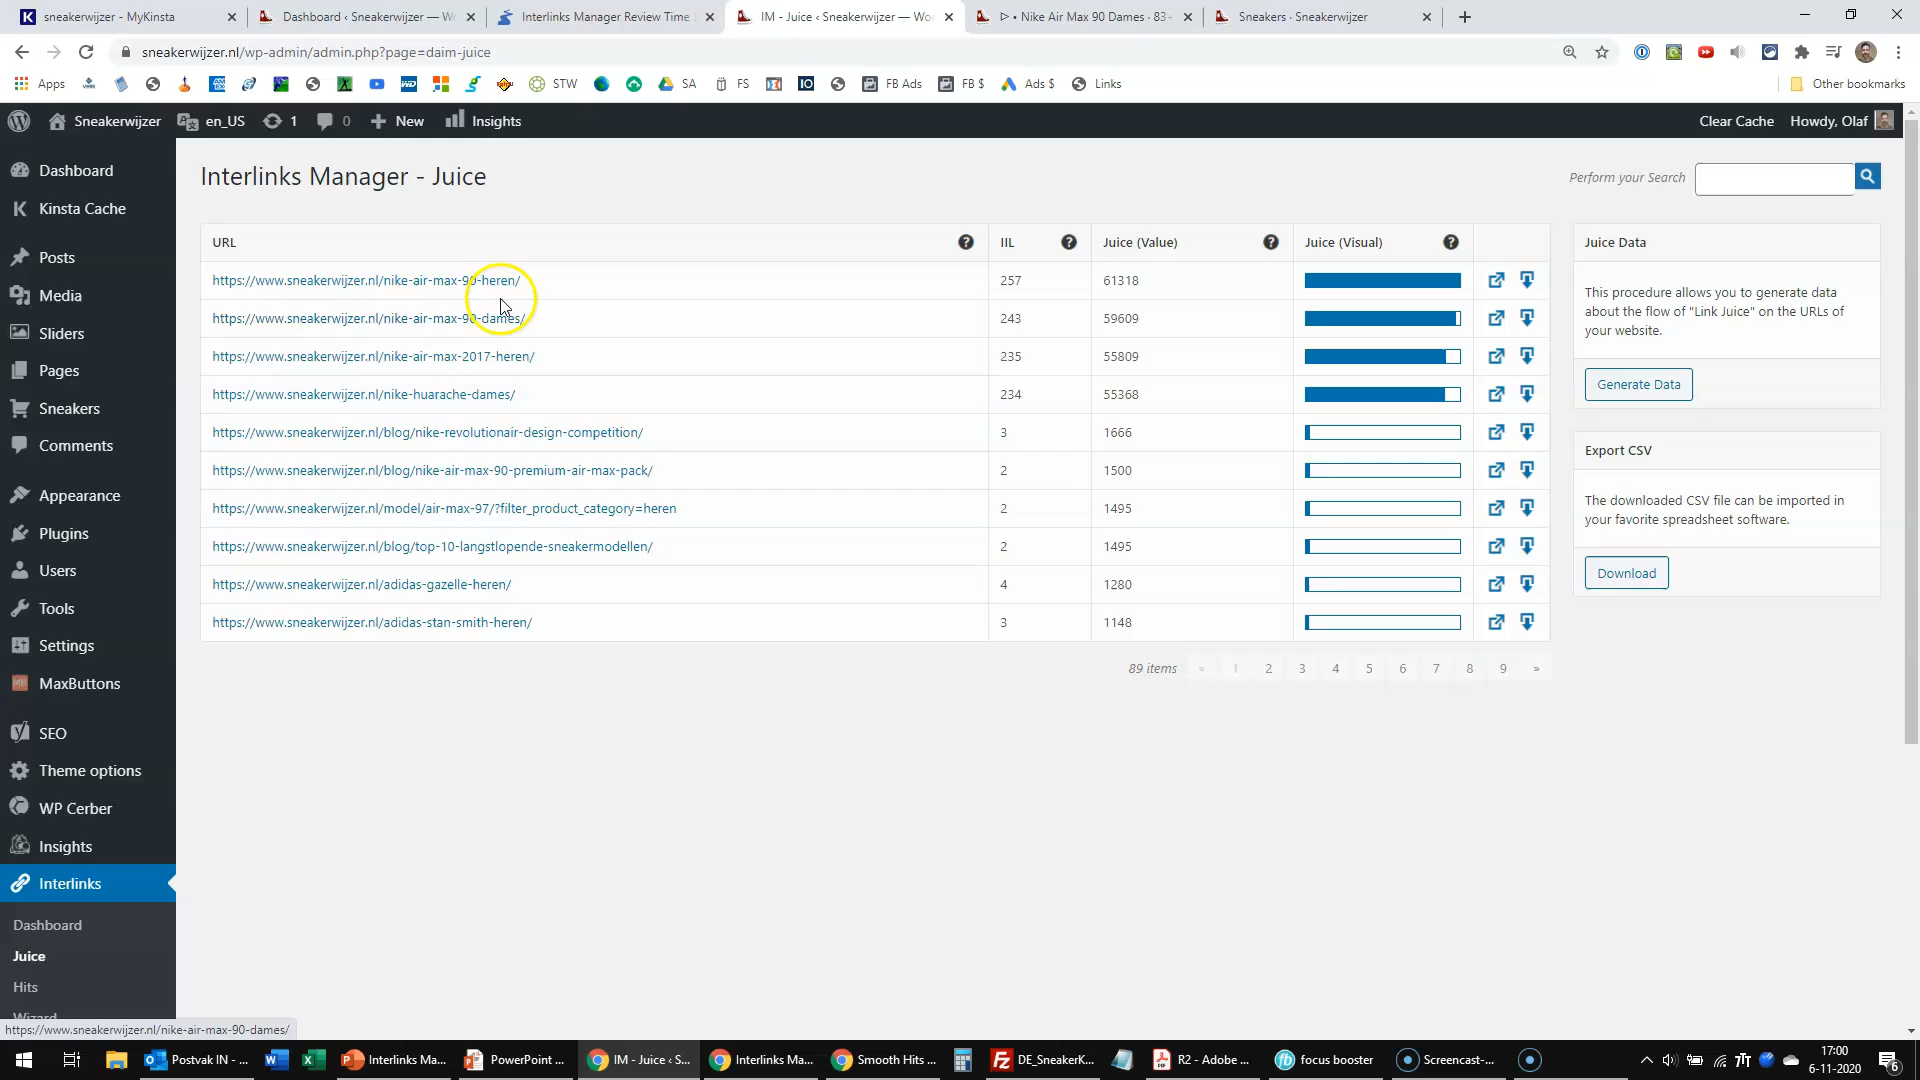 sneakerwijzer - MyKinsta
Dashboard ‹ Sneakerwijzer — Wo
Interlinks Manager Review Time
IM - Juice ‹ Sneakerwijzer — Wor
ᐅ • Nike Air Max 90 Dames · 83
Sneakers · Sneakerwijzer
sneakerwijzer.nl/wp-admin/admin.php?page=daim-juice
Apps
STW
SA
FS
IO
FB Ads
FB $
Ads $
Links
Other bookmarks
Sneakerwijzer
en_US
1
0
New
Insights
Clear Cache
Howdy, Olaf
Dashboard
Kinsta Cache
Posts
Media
Sliders
Pages
Sneakers
Comments
Appearance
Plugins
Users
Tools
Settings
MaxButtons
SEO
Theme options
WP Cerber
Insights
Interlinks
Dashboard
Juice
Hits
Wizard
Interlinks Manager - Juice
Perform your Search
URL IIL Juice (Value) Juice (Visual)
https://www.sneakerwijzer.nl/nike-air-max-90-heren/ 257 61318
https://www.sneakerwijzer.nl/nike-air-max-90-dames/ 243 59609
https://www.sneakerwijzer.nl/nike-air-max-2017-heren/ 235 55809
https://www.sneakerwijzer.nl/nike-huarache-dames/ 234 55368
https://www.sneakerwijzer.nl/blog/nike-revolutionair-design-competition/ 3 1666
https://www.sneakerwijzer.nl/blog/nike-air-max-90-premium-air-max-pack/ 2 1500
https://www.sneakerwijzer.nl/model/air-max-97/?filter_product_category=heren 2 1495
https://www.sneakerwijzer.nl/blog/top-10-langstlopende-sneakermodellen/ 2 1495
https://www.sneakerwijzer.nl/adidas-gazelle-heren/ 4 1280
https://www.sneakerwijzer.nl/adidas-stan-smith-heren/ 3 1148
89 items « 1 2 3 4 5 6 7 8 9 »
Juice Data
This procedure allows you to generate data
about the flow of "Link Juice" on the URLs of
your website.
Generate Data
Export CSV
The downloaded CSV file can be imported in
your favorite spreadsheet software.
Download
https://www.sneakerwijzer.nl/nike-air-max-90-dames/
Postvak IN - ...
Interlinks Ma...
PowerPoint ...
IM - Juice ‹ S...
Interlinks Ma...
Smooth Hits ...
DE_SneakerK...
R2 - Adobe ...
focus booster
Screencast-...
17:00
6-11-2020
6